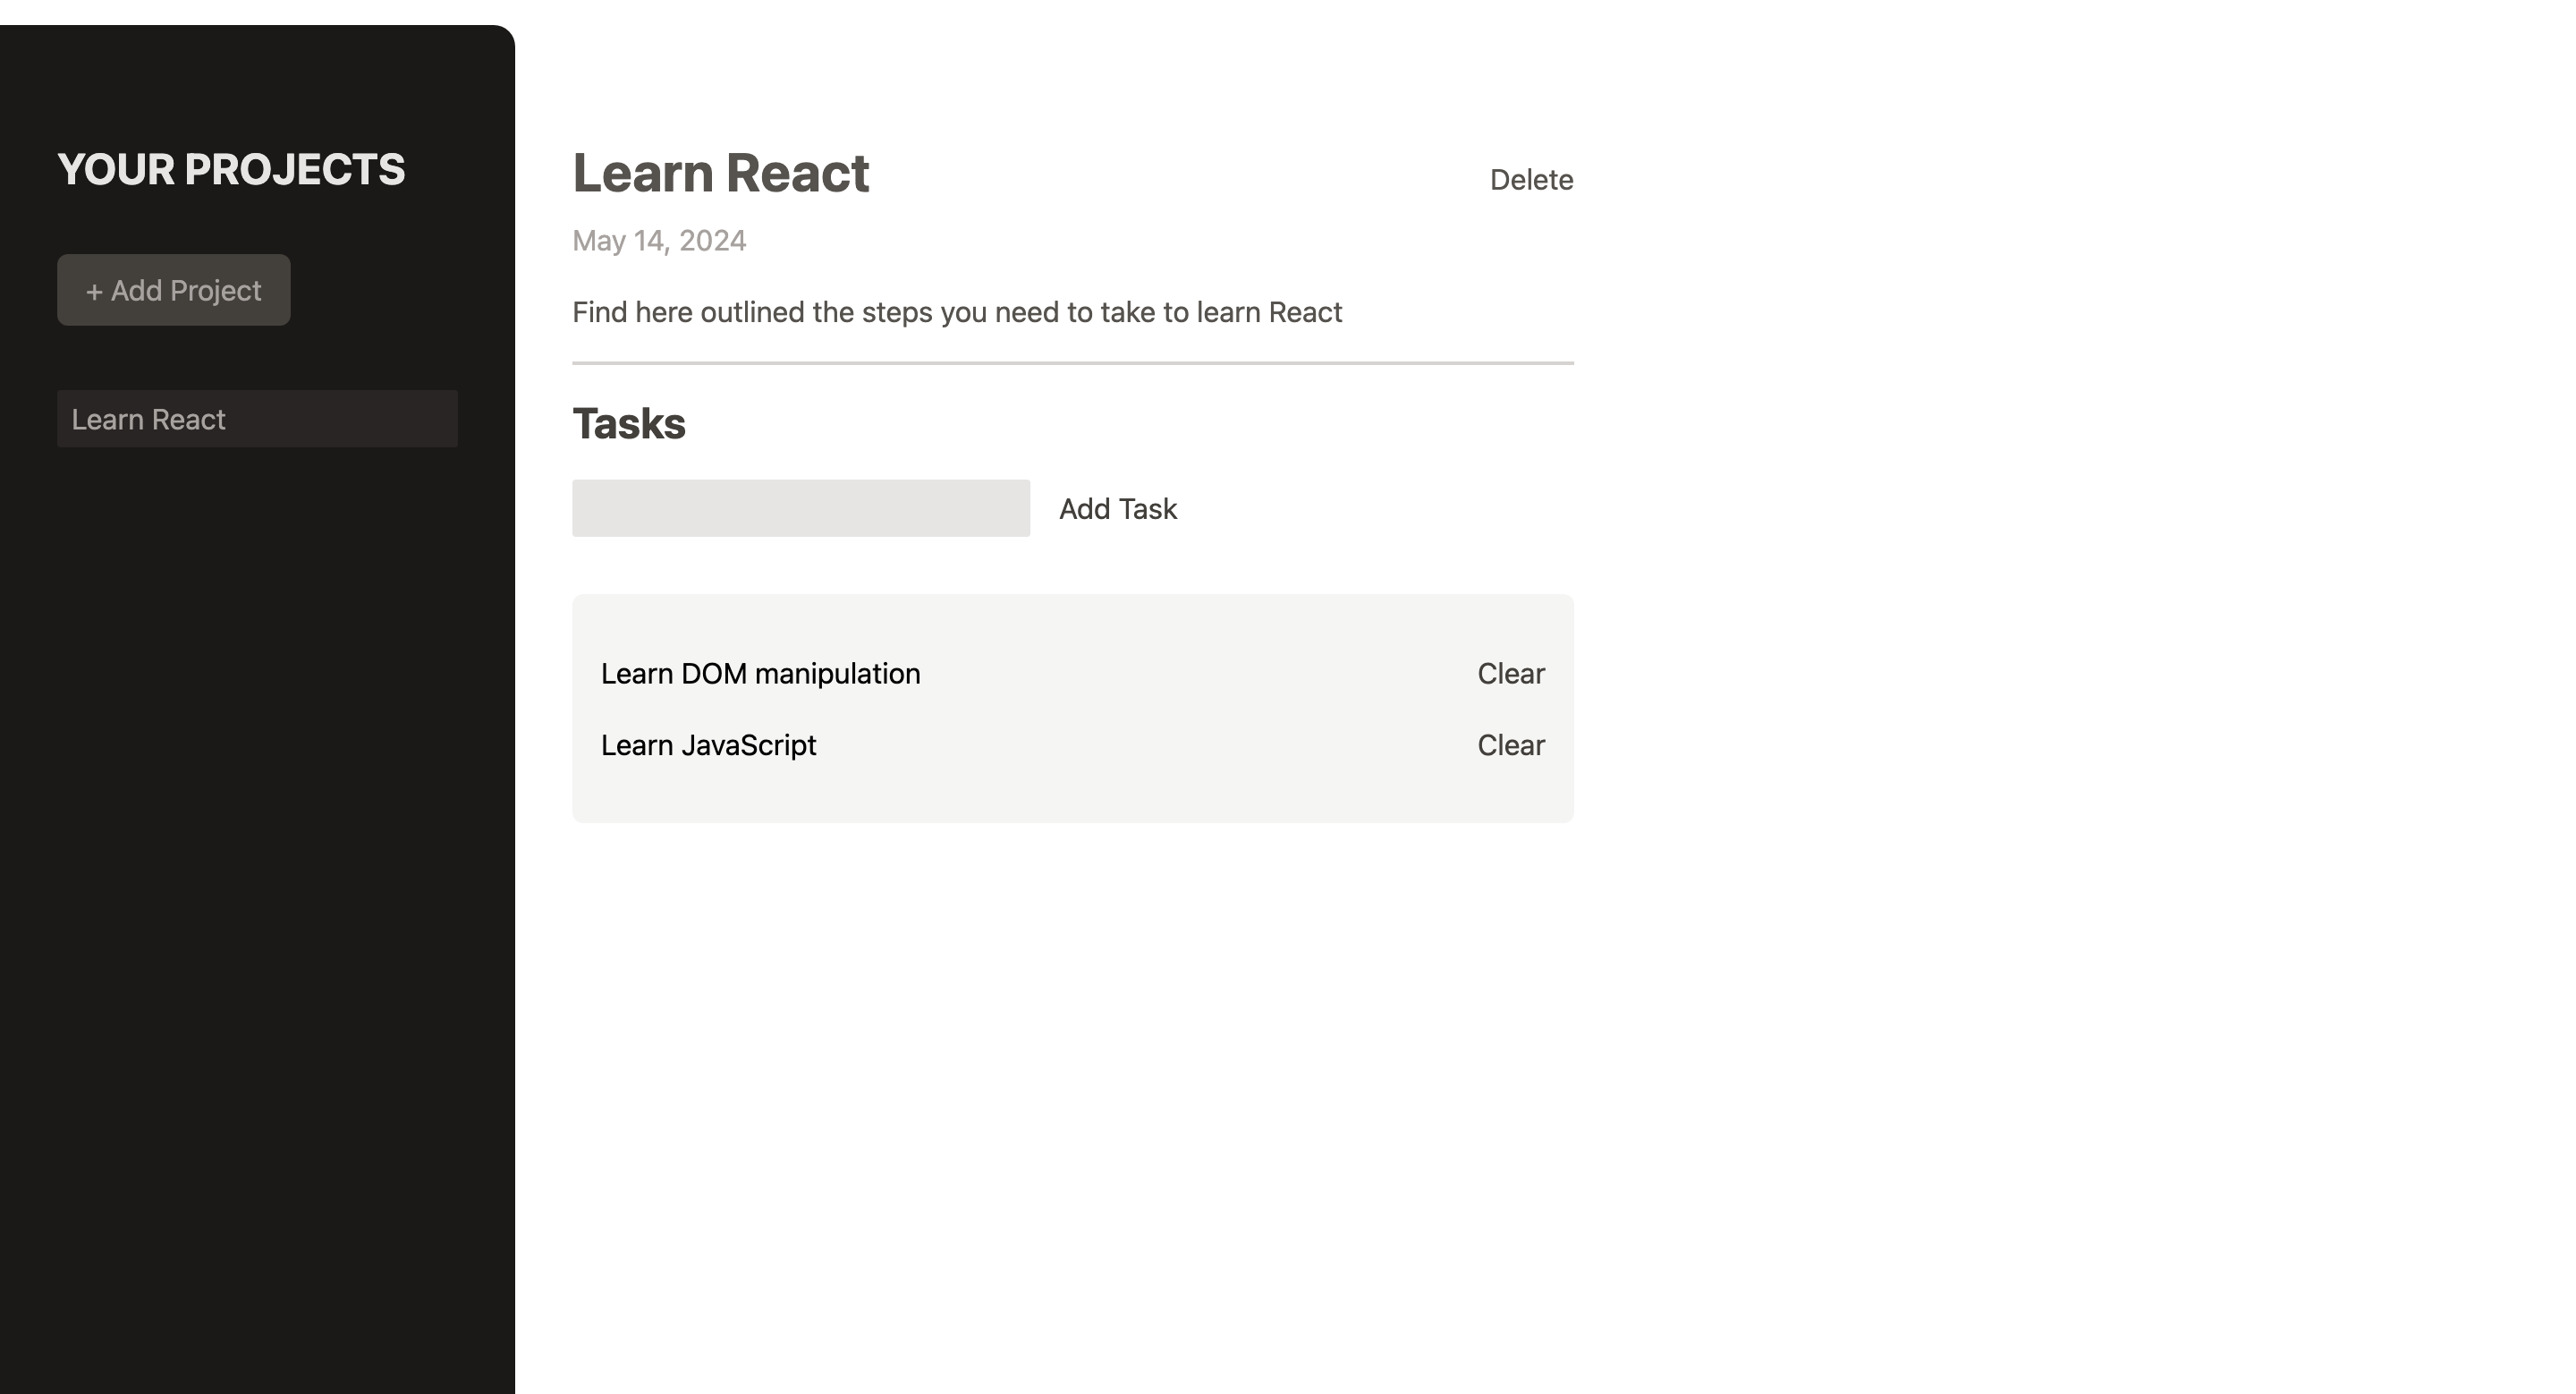 YOUR PROJECTS
+ Add Project
Learn React
Learn React
Delete
May 14, 2024
Find here outlined the steps you need to take to learn React
Tasks
Add Task
Learn DOM manipulation
Clear
Learn JavaScript
Clear